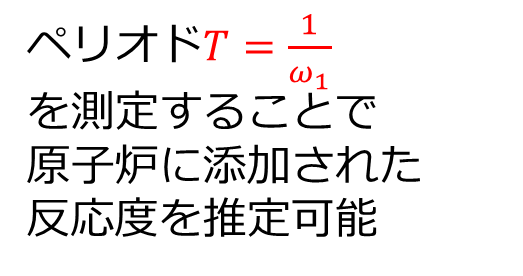 ペリオドT = 1/ω₁
を測定することで
原子炉に添加された
反応度を推定可能